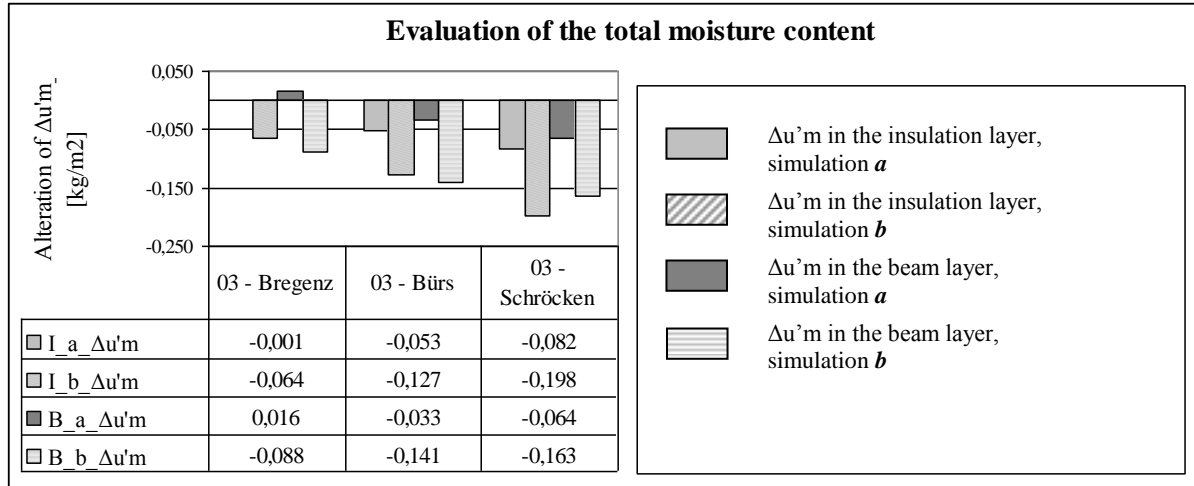 Evaluation of the total moisture content
Alteration of Δu'm_
[kg/m2]
0,050
-0,050
-0,150
-0,250
03 - Bregenz 03 - Bürs 03 -
Schröcken
I_a_Δu'm -0,001 -0,053 -0,082
I_b_Δu'm -0,064 -0,127 -0,198
B_a_Δu'm 0,016 -0,033 -0,064
B_b_Δu'm -0,088 -0,141 -0,163
Δu’m in the insulation layer,
simulation a
Δu’m in the insulation layer,
simulation b
Δu’m in the beam layer,
simulation a
Δu’m in the beam layer,
simulation b